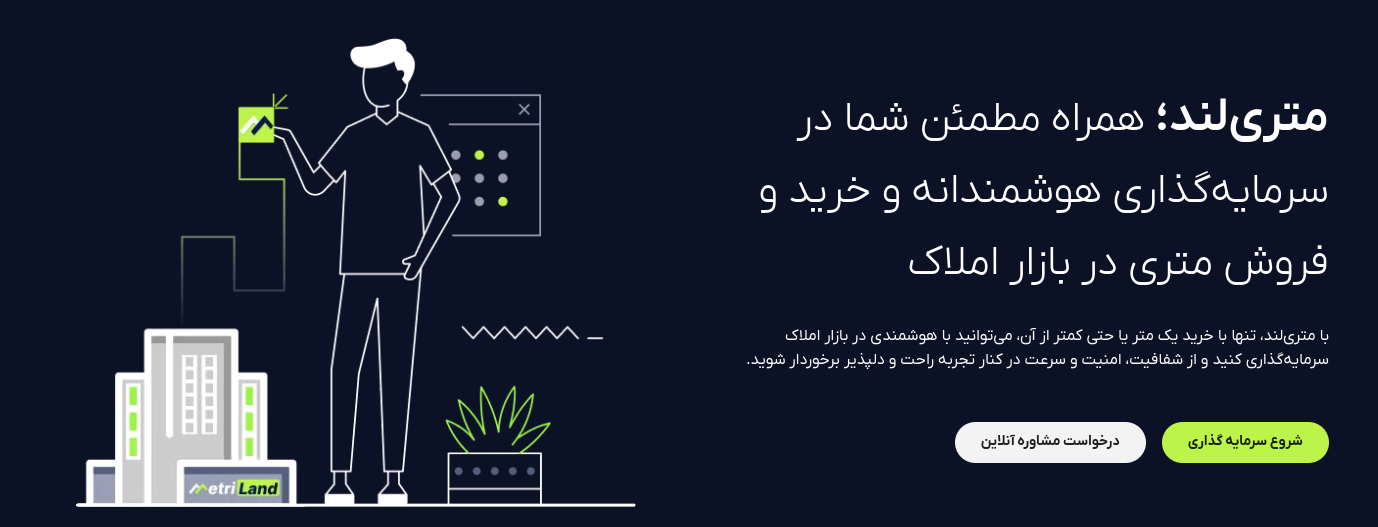 متری‌لند؛ همراه مطمئن شما در
سرمایه‌گذاری هوشمندانه و خرید و
فروش متری در بازار املاک
با متری‌لند، تنها با خرید یک متر یا حتی کمتر از آن، می‌توانید با هوشمندی در بازار املاک
سرمایه‌گذاری کنید و از شفافیت، امنیت و سرعت در کنار تجربه راحت و دلپذیر برخوردار شوید.
شروع سرمایه گذاری
درخواست مشاوره آنلاین
MetriLand